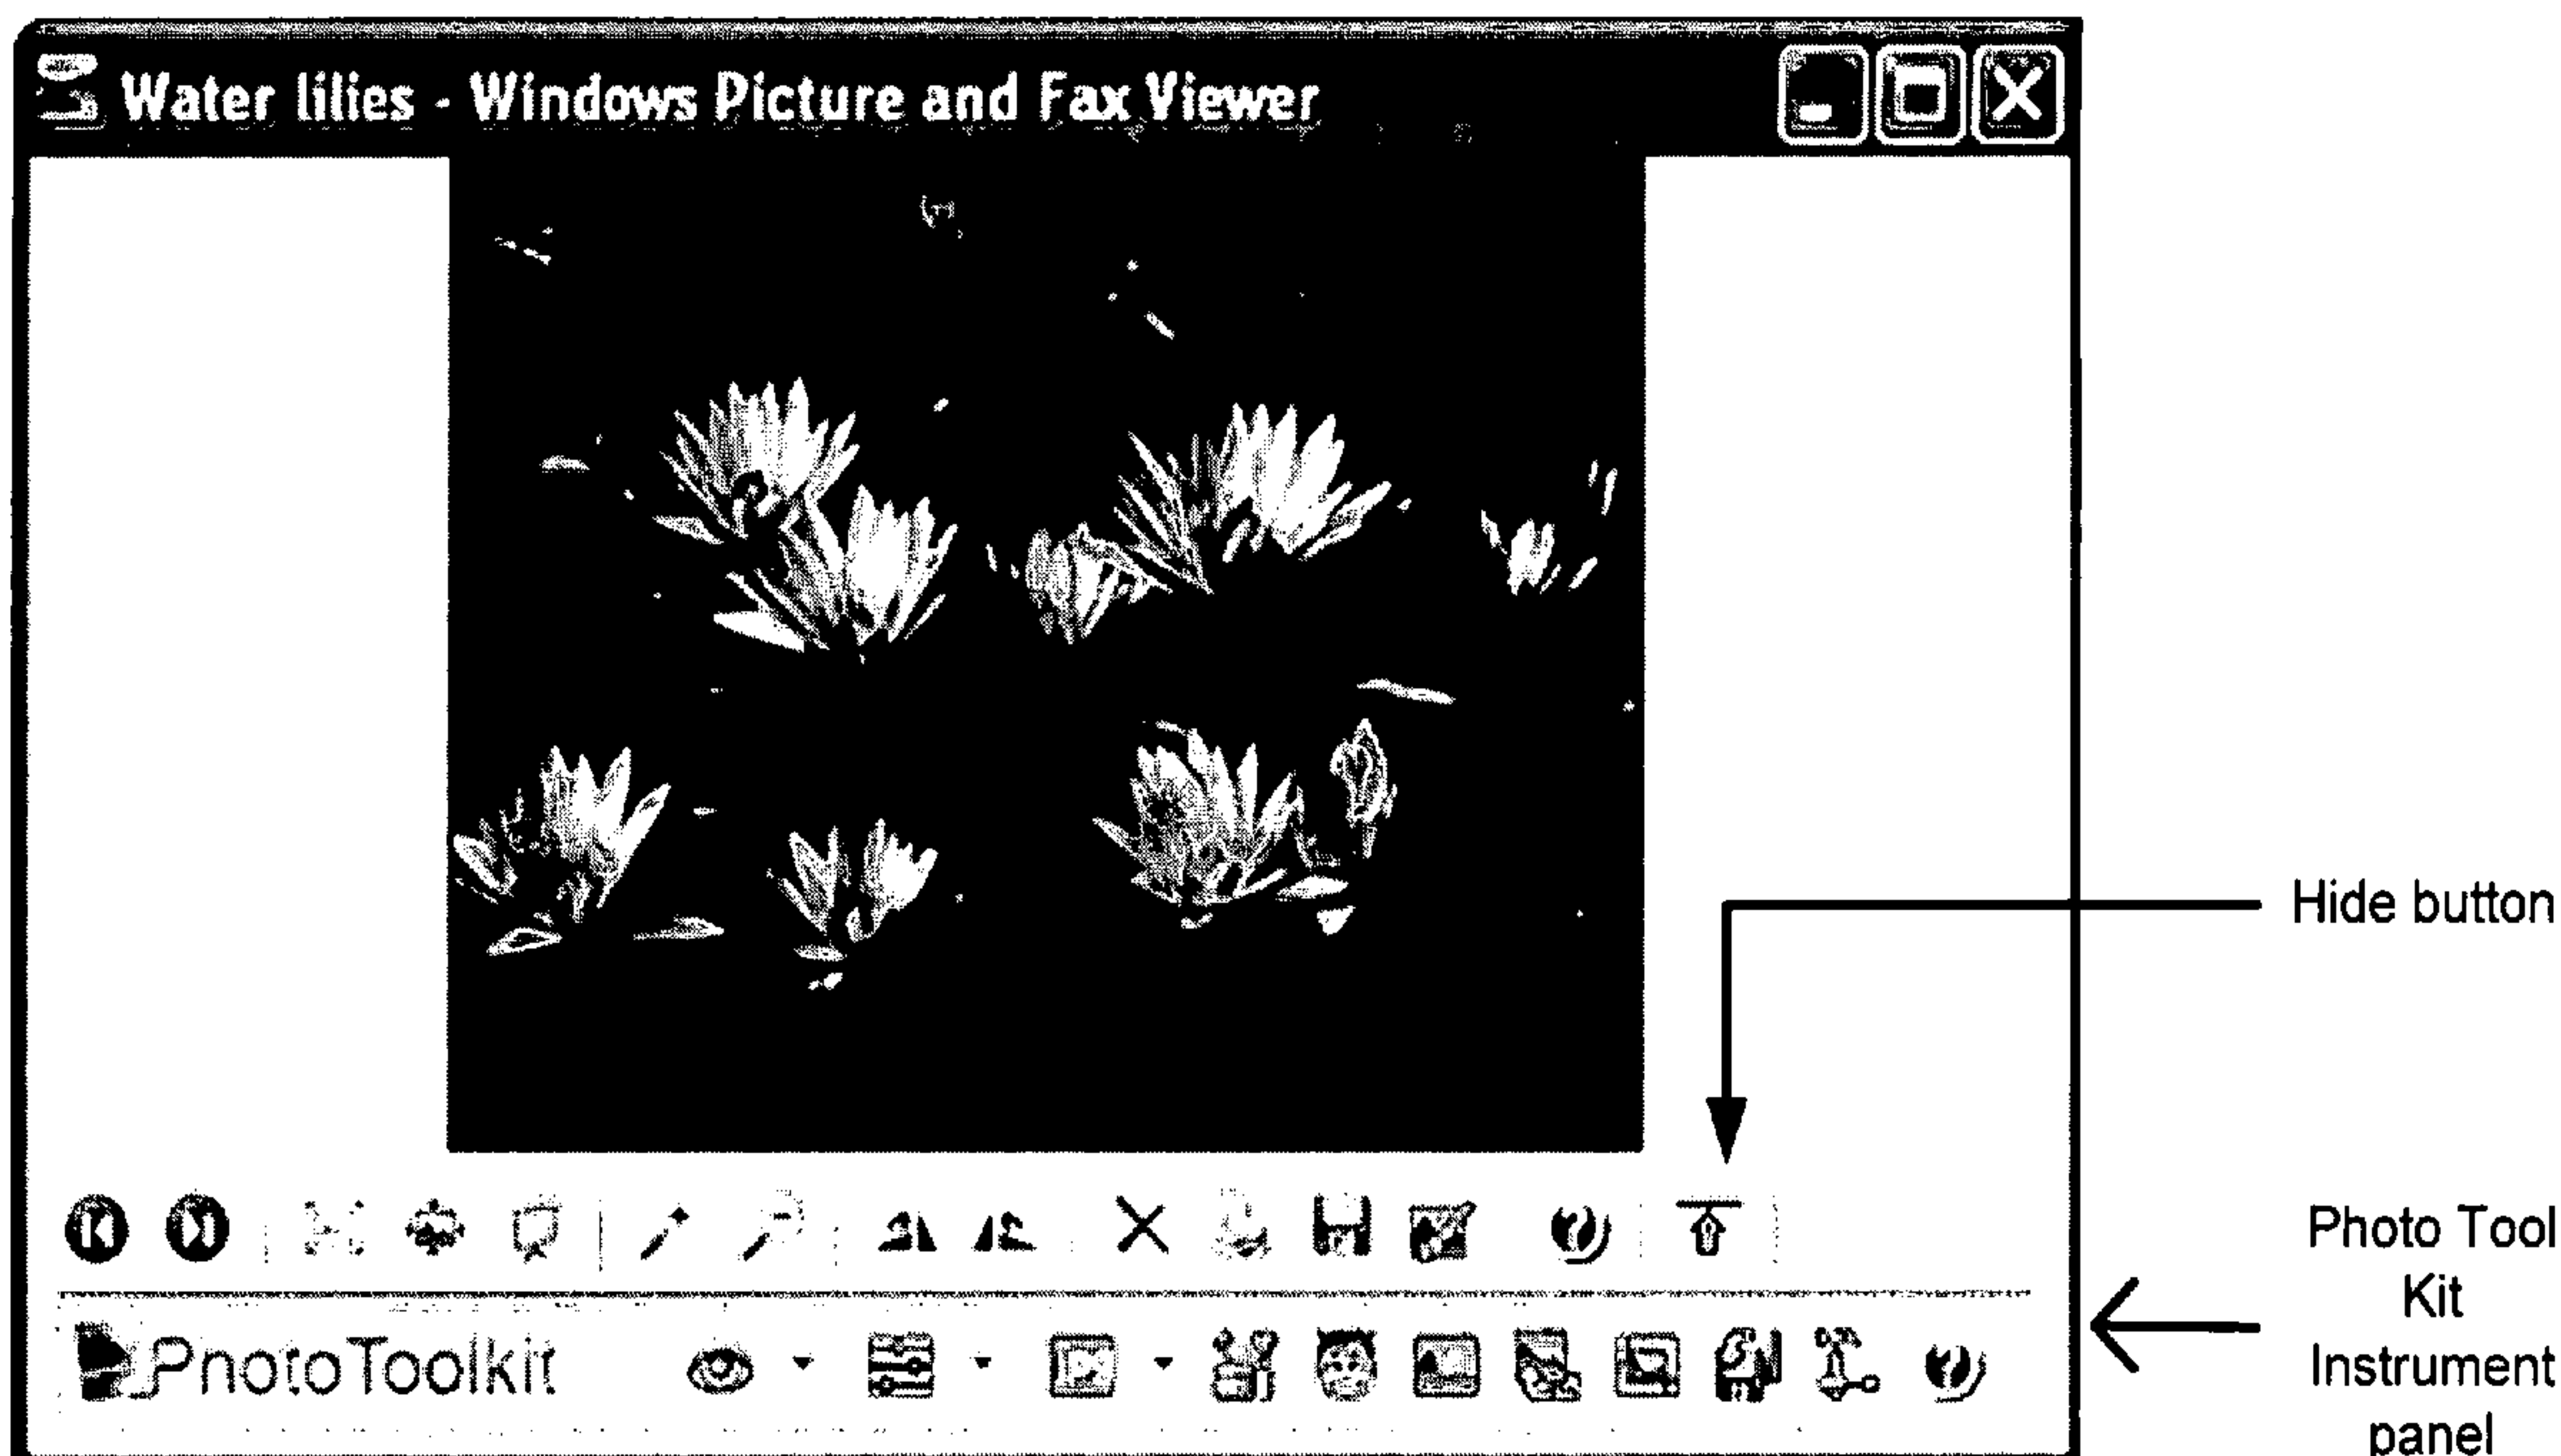 Water lilies - Windows Picture and Fax Viewer
Hide button
Photo Tool
Kit
Instrument
panel
PhotoToolkit